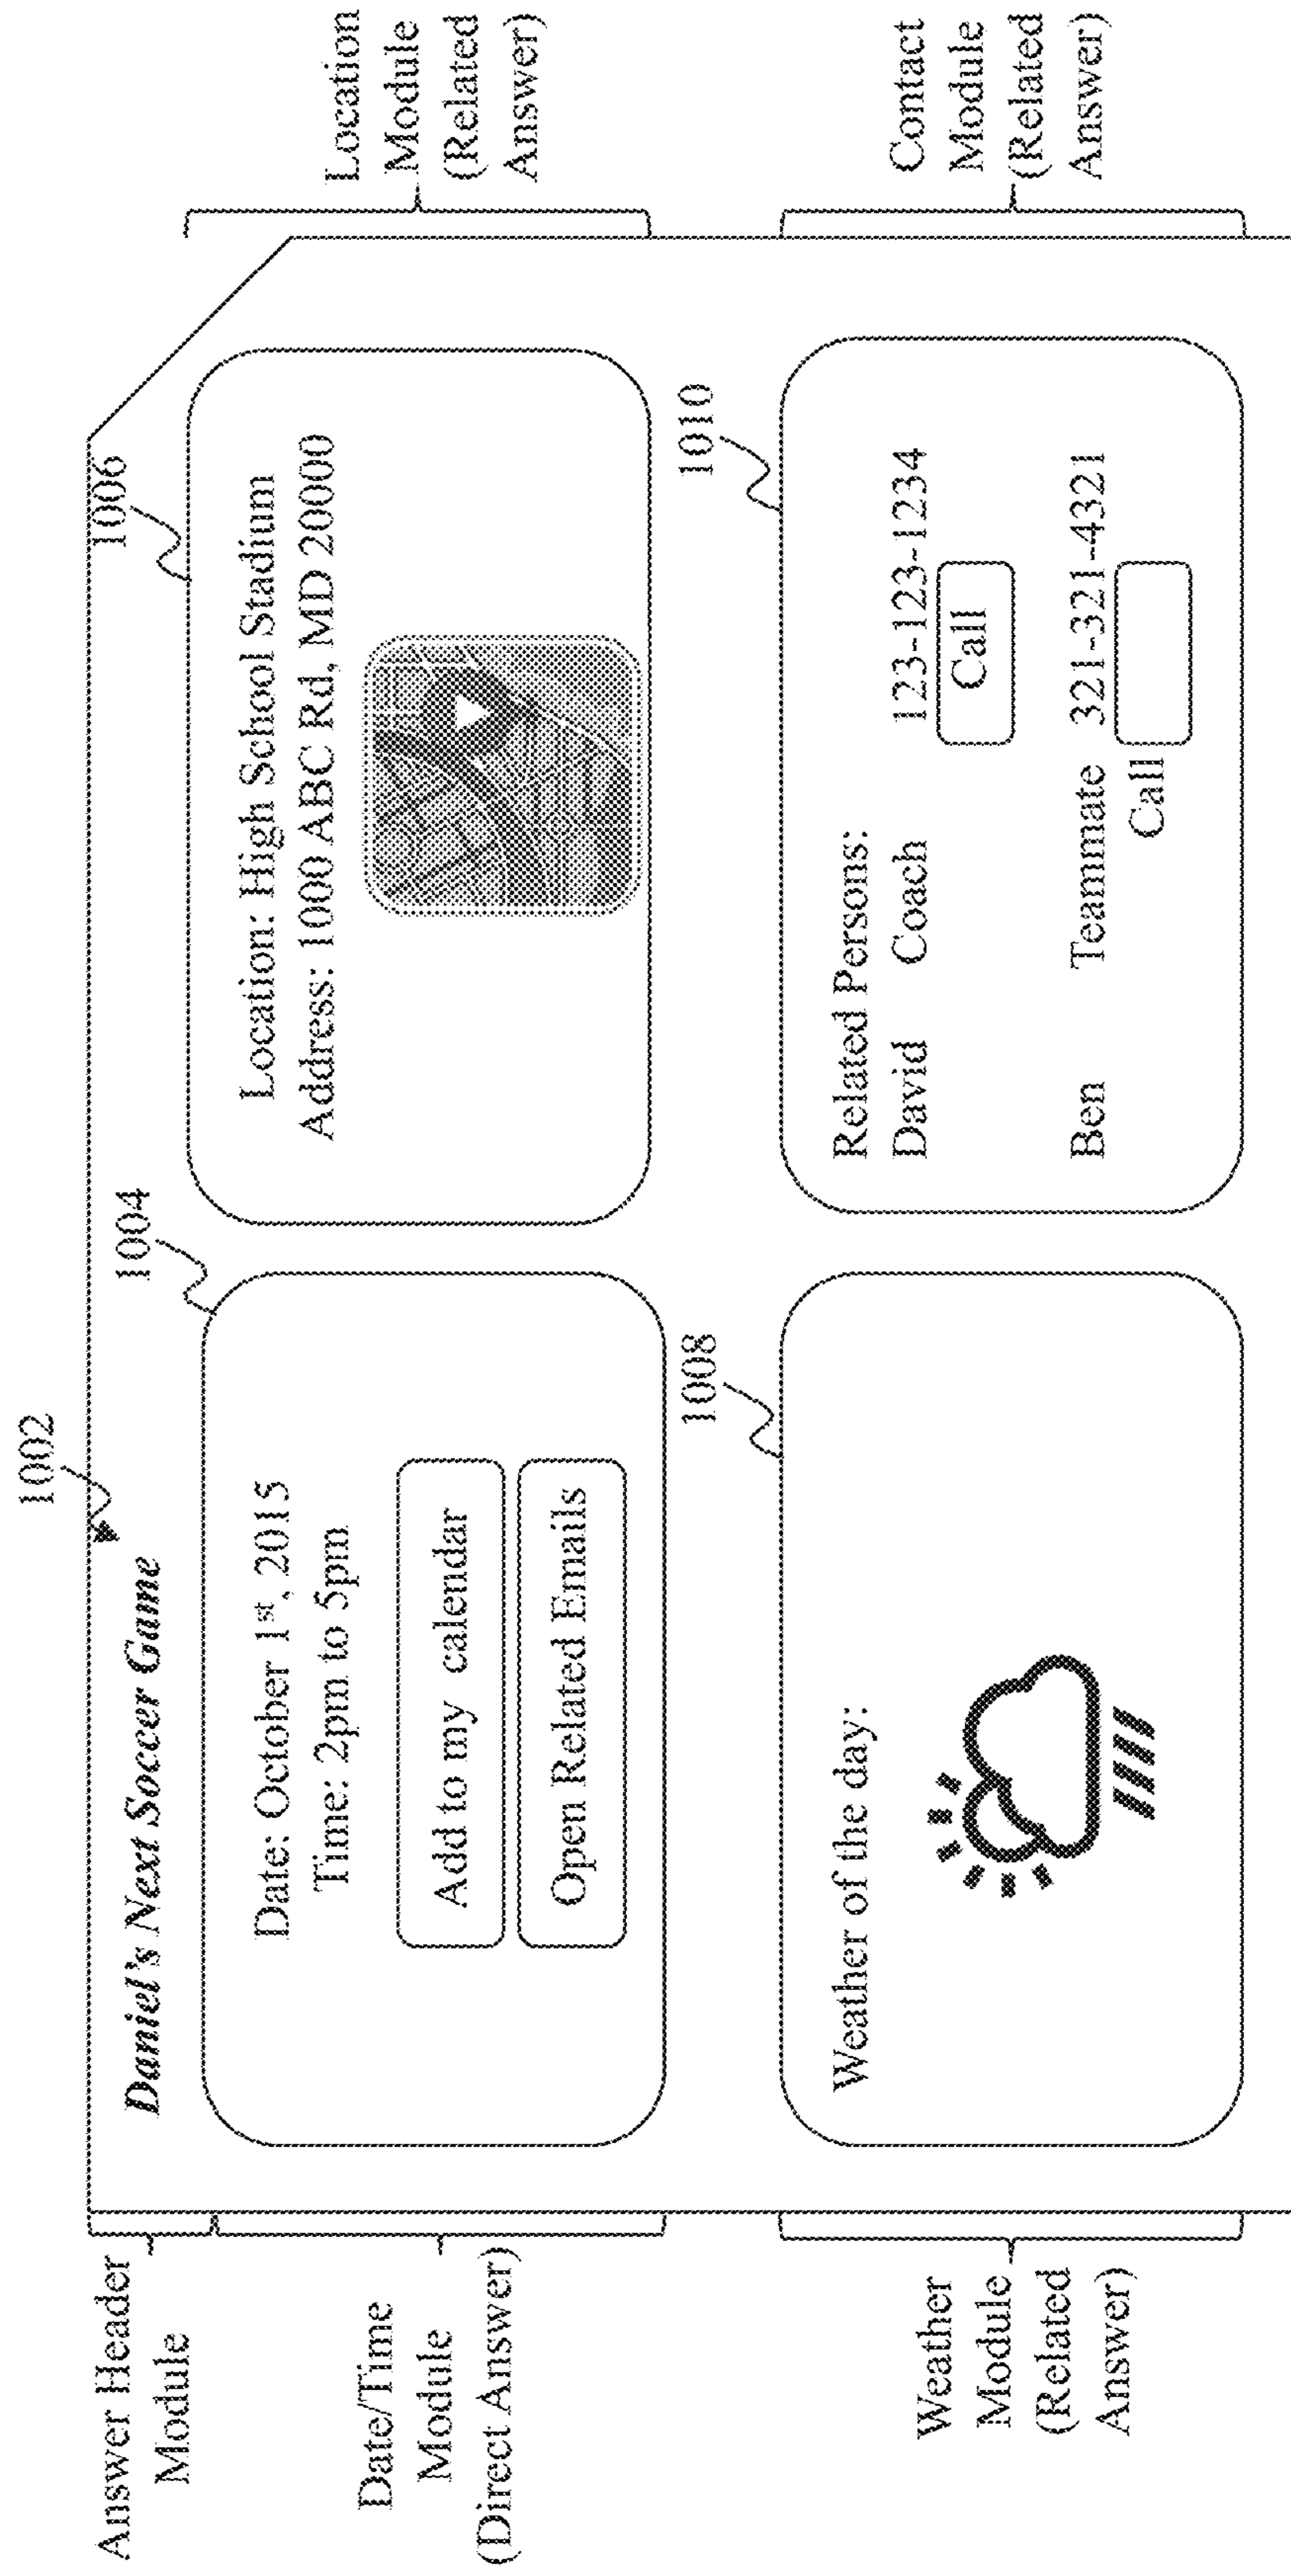 1002
Answer Header
Module
Daniel's Next Soccer Game
1004
1006
Date/Time
Module
(Direct Answer)
Date: October 1st, 2015
Time: 2pm to 5pm
Add to my calendar
Open Related Emails
Location: High School Stadium
Address: 1000 ABC Rd, MD 20000
Location
Module
(Related
Answer)
1008
1010
Weather
Module
(Related
Answer)
Weather of the day:
Related Persons:
David Coach 123-123-1234
Call
Ben Teammate 321-321-4321
Call
Contact
Module
(Related
Answer)